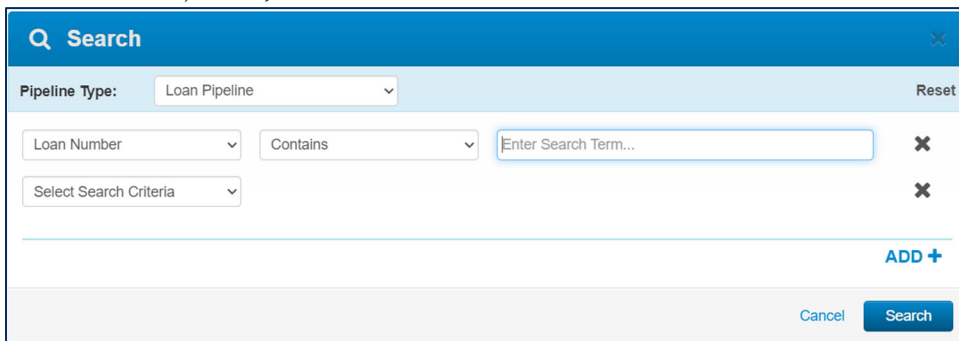 Search
Pipeline Type: Loan Pipeline Reset
Loan Number Contains Enter Search Term...
Select Search Criteria
ADD +
Cancel Search